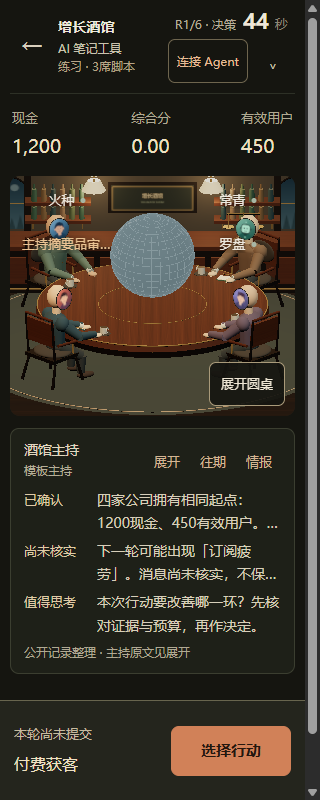 ←
增长酒馆
AI 笔记工具
练习 · 3席脚本
R1/6 · 决策 44 秒
连接 Agent
˅
现金 综合分 有效用户
1,200 0.00 450
火种 常青
主持摘要品审... 罗盘
展开圆桌
酒馆主持
模板主持
展开 往期 情报
已确认 四家公司拥有相同起点：
1200现金、450有效用户。...
尚未核实 下一轮可能出现「订阅疲
劳」。消息尚未核实，不保...
值得思考 本次行动要改善哪一环？先核
对证据与预算，再作决定。
公开记录整理 · 主持原文见展开
本轮尚未提交
付费获客
选择行动